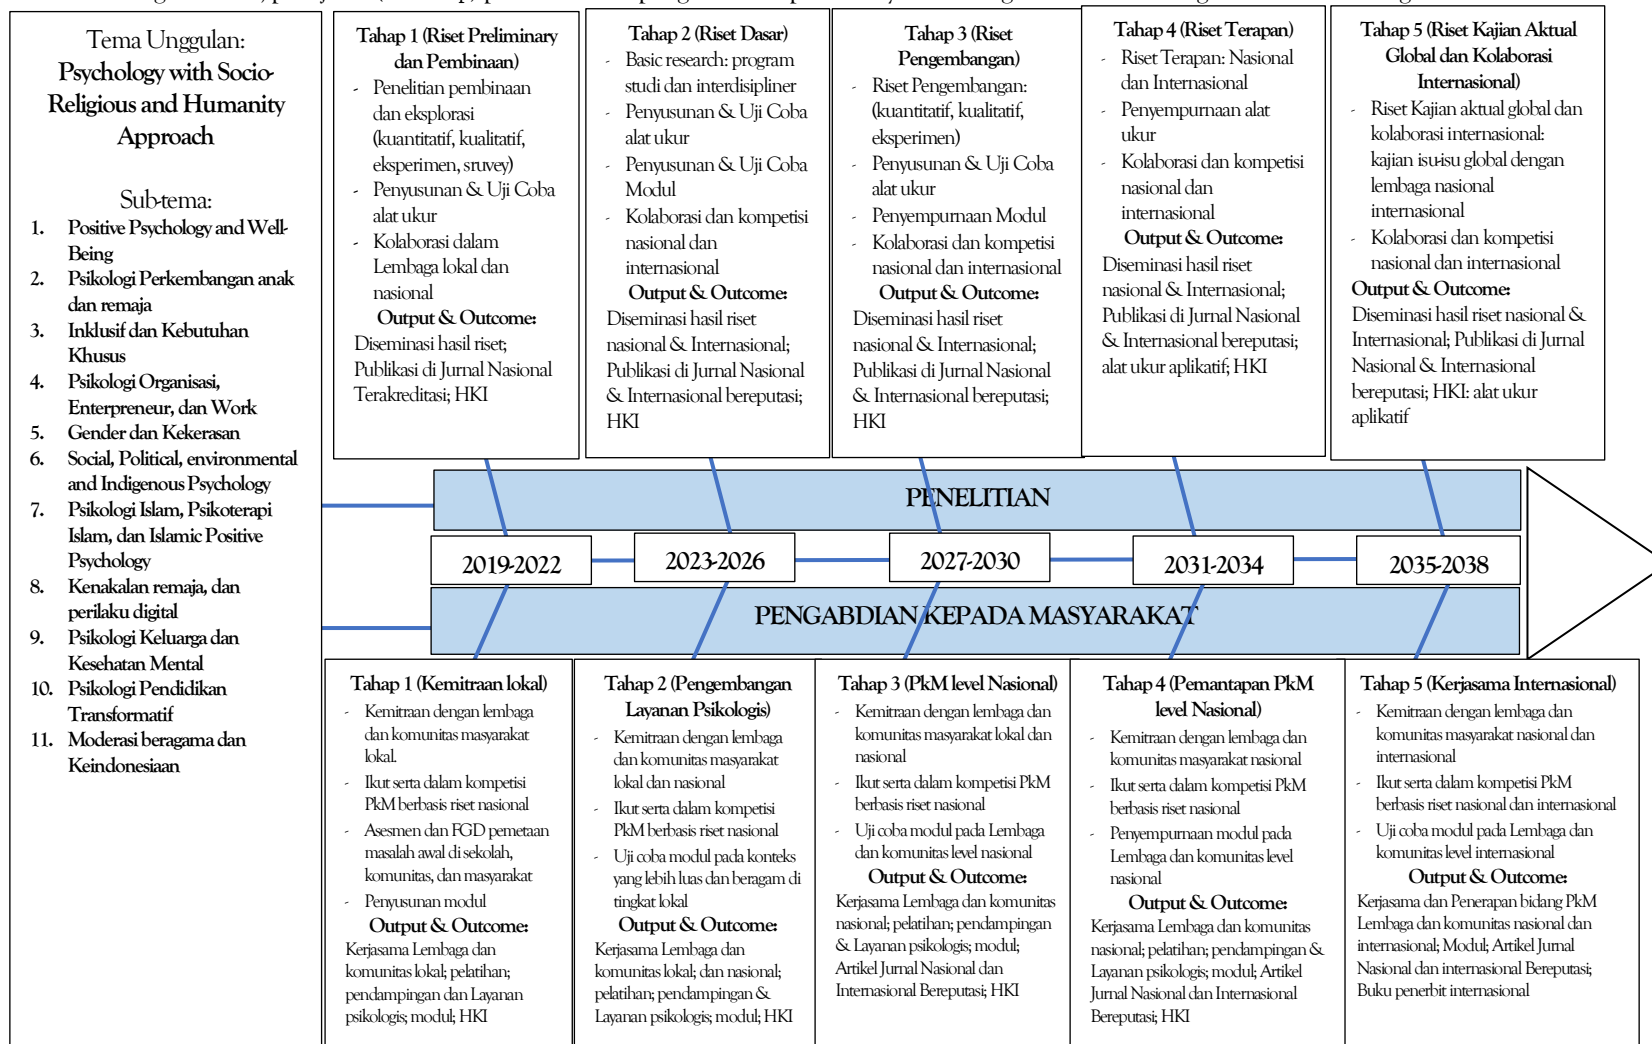 Tema Unggulan:
Psychology with Socio-
Religious and Humanity
Approach
Sub-tema:
1. Positive Psychology and Well-
Being
2. Psikologi Perkembangan anak
dan remaja
3. Inklusif dan Kebutuhan
Khusus
4. Psikologi Organisasi,
Enterpreneur, dan Work
5. Gender dan Kekerasan
6. Social, Political, environmental
and Indigenous Psychology
7. Psikologi Islam, Psikoterapi
Islam, dan Islamic Positive
Psychology
8. Kenakalan remaja, dan
perilaku digital
9. Psikologi Keluarga dan
Kesehatan Mental
10. Psikologi Pendidikan
Transformatif
11. Moderasi beragama dan
Keindonesiaan
Tahap 1 (Riset Preliminary
dan Pembinaan)
- Penelitian pembinaan
dan eksplorasi
(kuantitatif, kualitatif,
eksperimen, sruvey)
- Penyusunan & Uji Coba
alat ukur
- Kolaborasi dalam
Lembaga lokal dan
nasional
Output & Outcome:
Diseminasi hasil riset;
Publikasi di Jurnal Nasional
Terakreditasi; HKI
Tahap 2 (Riset Dasar)
- Basic research: program
studi dan interdisipliner
- Penyusunan & Uji Coba
alat ukur
- Penyusunan & Uji Coba
Modul
- Kolaborasi dan kompetisi
nasional dan
internasional
Output & Outcome:
Diseminasi hasil riset
nasional & Internasional;
Publikasi di Jurnal Nasional
& Internasional bereputasi;
HKI
Tahap 3 (Riset
Pengembangan)
- Riset Pengembangan:
(kuantitatif, kualitatif,
eksperimen)
- Penyusunan & Uji Coba
alat ukur
- Penyempurnaan Modul
- Kolaborasi dan kompetisi
nasional dan internasional
Output & Outcome:
Diseminasi hasil riset
nasional & Internasional;
Publikasi di Jurnal Nasional
& Internasional bereputasi;
HKI
Tahap 4 (Riset Terapan)
- Riset Terapan: Nasional
dan Internasional
- Penyempurnaan alat
ukur
- Kolaborasi dan kompetisi
nasional dan
internasional
Output & Outcome:
Diseminasi hasil riset
nasional & Internasional;
Publikasi di Jurnal Nasional
& Internasional bereputasi;
alat ukur aplikatif; HKI
Tahap 5 (Riset Kajian Aktual
Global dan Kolaborasi
Internasional)
- Riset Kajian aktual global dan
kolaborasi internasional:
kajian isu-isu global dengan
lembaga nasional
internasional
- Kolaborasi dan kompetisi
nasional dan internasional
Output & Outcome:
Diseminasi hasil riset nasional &
Internasional; Publikasi di Jurnal
Nasional & Internasional
bereputasi; HKI: alat ukur
aplikatif
PENELITIAN
2019-2022
2023-2026
2027-2030
2031-2034
2035-2038
PENGABDIAN KEPADA MASYARAKAT
Tahap 1 (Kemitraan lokal)
- Kemitraan dengan lembaga
dan komunitas masyarakat
lokal.
- Ikut serta dalam kompetisi
PkM berbasis riset nasional
- Asesmen dan FGD pemetaan
masalah awal di sekolah,
komunitas, dan masyarakat
- Penyusunan modul
Output & Outcome:
Kerjasama Lembaga dan
komunitas lokal; pelatihan;
pendampingan dan Layanan
psikologis; modul; HKI
Tahap 2 (Pengembangan
Layanan Psikologis)
- Kemitraan dengan lembaga
dan komunitas masyarakat
lokal dan nasional
- Ikut serta dalam kompetisi
PkM berbasis riset nasional
- Uji coba modul pada konteks
yang lebih luas dan beragam di
tingkat lokal
Output & Outcome:
Kerjasama Lembaga dan
komunitas lokal; dan nasional;
pelatihan; pendampingan &
Layanan psikologis; modul; HKI
Tahap 3 (PkM level Nasional)
- Kemitraan dengan lembaga dan
komunitas masyarakat lokal dan
nasional
- Ikut serta dalam kompetisi PkM
berbasis riset nasional
- Uji coba modul pada Lembaga
dan komunitas level nasional
Output & Outcome:
Kerjasama Lembaga dan komunitas
nasional; pelatihan; pendampingan
& Layanan psikologis; modul;
Artikel Jurnal Nasional dan
Internasional Bereputasi; HKI
Tahap 4 (Pemantapan PkM
level Nasional)
- Kemitraan dengan lembaga dan
komunitas masyarakat nasional
- Ikut serta dalam kompetisi PkM
berbasis riset nasional
- Penyempurnaan modul pada
Lembaga dan komunitas level
nasional
Output & Outcome:
Kerjasama Lembaga dan komunitas
nasional; pelatihan; pendampingan &
Layanan psikologis; modul; Artikel
Jurnal Nasional dan Internasional
Bereputasi; HKI
Tahap 5 (Kerjasama Internasional)
- Kemitraan dengan lembaga dan
komunitas masyarakat nasional dan
internasional
- Ikut serta dalam kompetisi PkM
berbasis riset nasional dan internasional
- Uji coba modul pada Lembaga dan
komunitas level internasional
Output & Outcome:
Kerjasama dan Penerapan bidang PkM
Lembaga dan komunitas nasional dan
internasional; Modul; Artikel Jurnal
Nasional dan internasional Bereputasi;
Buku penerbit internasional